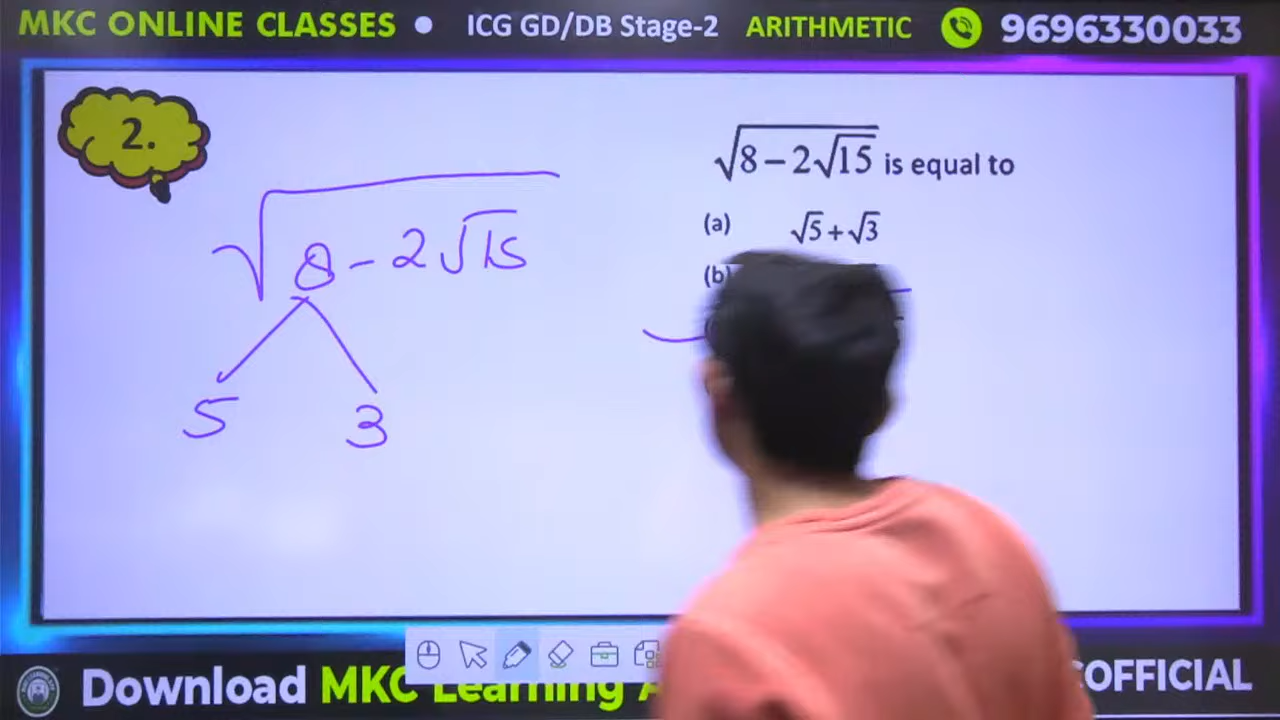 MKC ONLINE CLASSES • ICG GD/DB Stage-2 ARITHMETIC 9696330033
2.
√(8 − 2√15) is equal to
(a) √5 + √3
(b)
√(8 − 2√15)
5 3
Download MKC Learning A
OFFICIAL